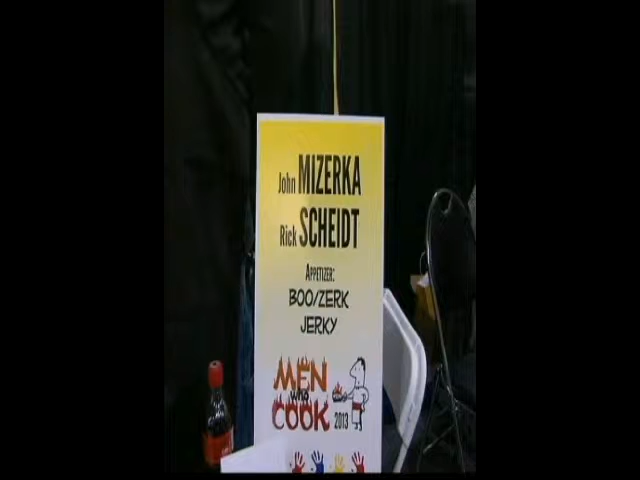 John MIZERKA
Rick SCHEIDT
APPETIZER:
BOO/ZERK
JERKY
MEN
who
COOK 2013